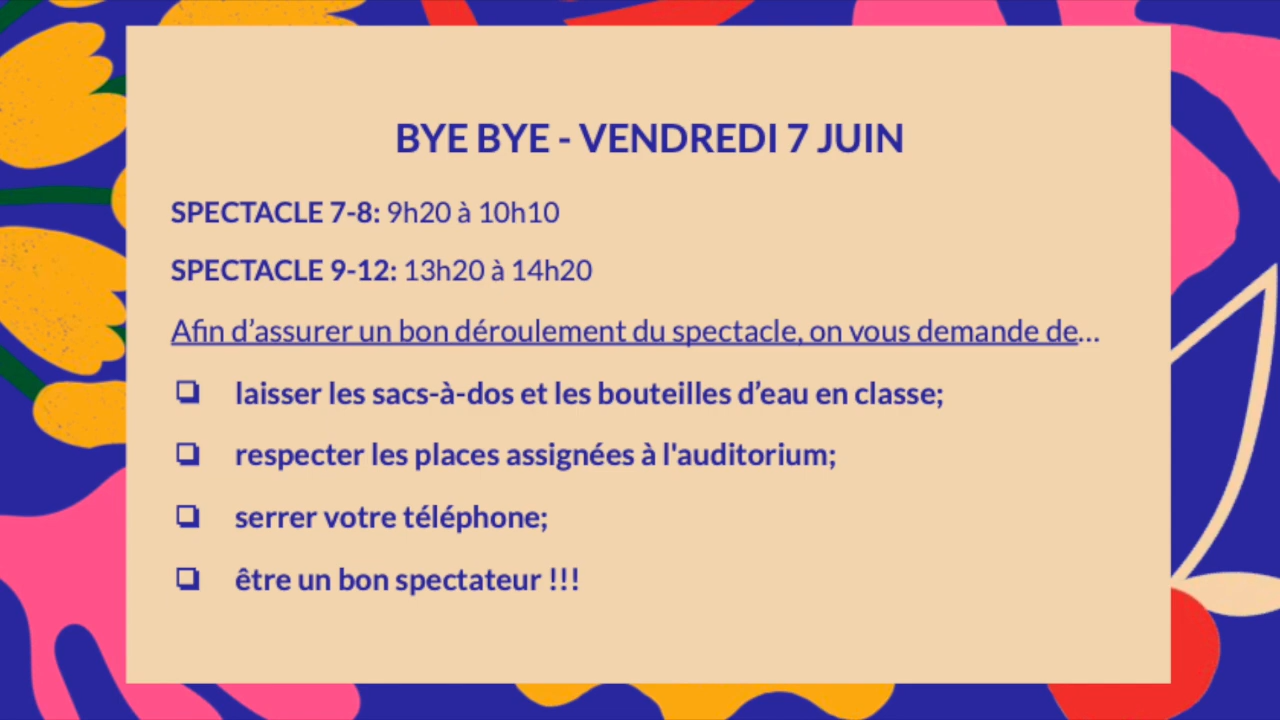 BYE BYE - VENDREDI 7 JUIN
SPECTACLE 7-8: 9h20 à 10h10
SPECTACLE 9-12: 13h20 à 14h20
Afin d’assurer un bon déroulement du spectacle, on vous demande de...
❏ laisser les sacs-à-dos et les bouteilles d’eau en classe;
❏ respecter les places assignées à l'auditorium;
❏ serrer votre téléphone;
❏ être un bon spectateur !!!